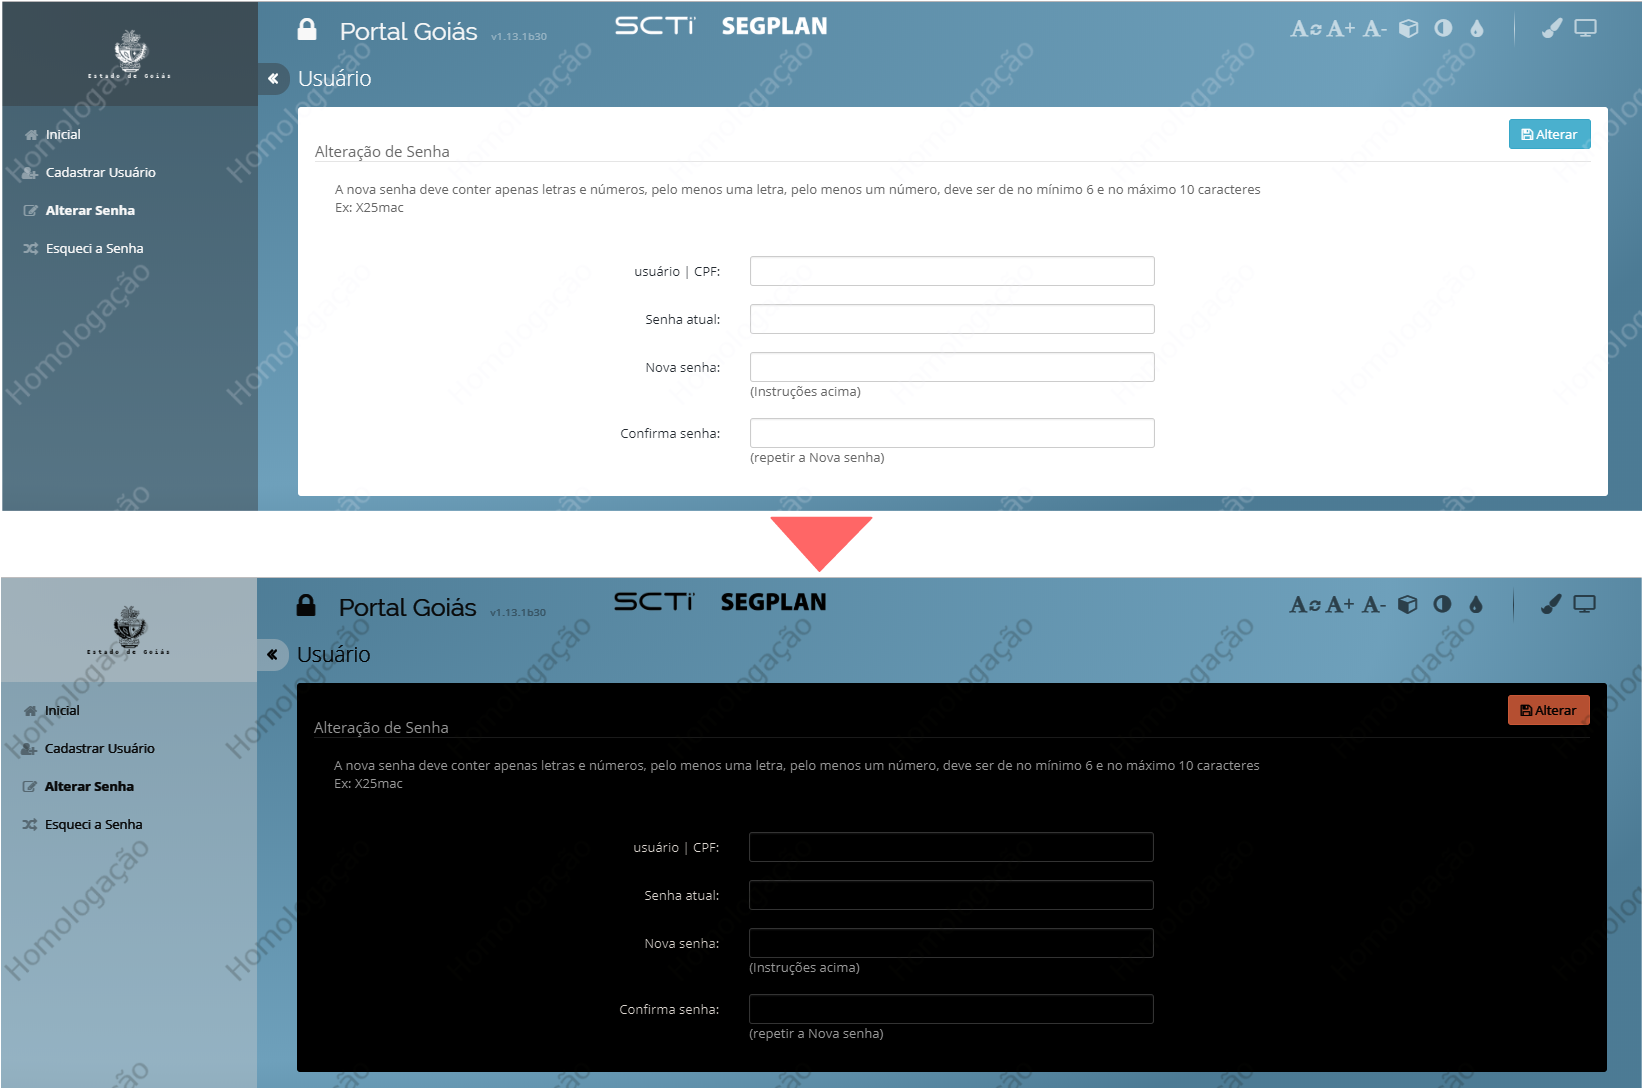 Portal Goiás v1.13.1b30 SCTi SEGPLAN A A+ A-
Estado de Goiás
Usuário
Inicial
Cadastrar Usuário
Alterar Senha
Esqueci a Senha
Alteração de Senha
Alterar
A nova senha deve conter apenas letras e números, pelo menos uma letra, pelo menos um número, deve ser de no mínimo 6 e no máximo 10 caracteres
Ex: X25mac
usuário | CPF:
Senha atual:
Nova senha:
(Instruções acima)
Confirma senha:
(repetir a Nova senha)
Homologação
Portal Goiás v1.13.1b30 SCTi SEGPLAN A A+ A-
Estado de Goiás
Usuário
Inicial
Cadastrar Usuário
Alterar Senha
Esqueci a Senha
Alteração de Senha
Alterar
A nova senha deve conter apenas letras e números, pelo menos uma letra, pelo menos um número, deve ser de no mínimo 6 e no máximo 10 caracteres
Ex: X25mac
usuário | CPF:
Senha atual:
Nova senha:
(Instruções acima)
Confirma senha:
(repetir a Nova senha)
Homologação